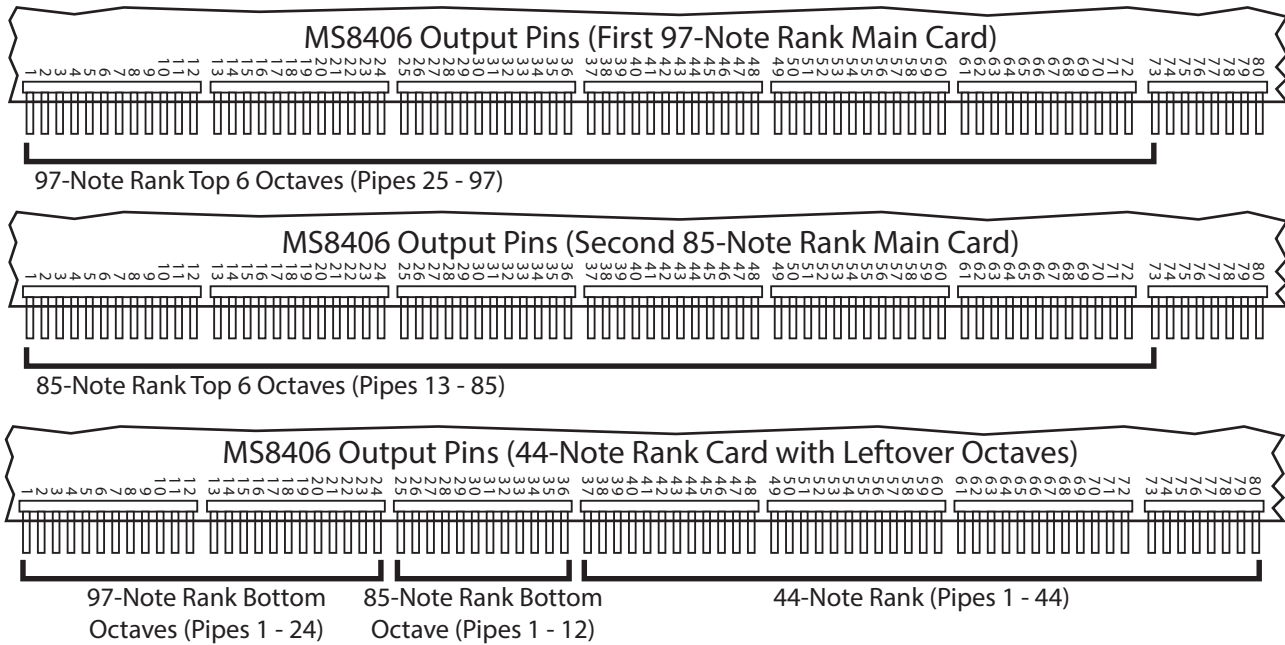 MS8406 Output Pins (First 97-Note Rank Main Card)
1 2 3 4 5 6 7 8 9 10 11 12 13 14 15 16 17 18 19 20 21 22 23 24 25 26 27 28 29 30 31 32 33 34 35 36 37 38 39 40 41 42 43 44 45 46 47 48 49 50 51 52 53 54 55 56 57 58 59 60 61 62 63 64 65 66 67 68 69 70 71 72 73 74 75 76 77 78 79 80
97-Note Rank Top 6 Octaves (Pipes 25 - 97)
MS8406 Output Pins (Second 85-Note Rank Main Card)
1 2 3 4 5 6 7 8 9 10 11 12 13 14 15 16 17 18 19 20 21 22 23 24 25 26 27 28 29 30 31 32 33 34 35 36 37 38 39 40 41 42 43 44 45 46 47 48 49 50 51 52 53 54 55 56 57 58 59 60 61 62 63 64 65 66 67 68 69 70 71 72 73 74 75 76 77 78 79 80
85-Note Rank Top 6 Octaves (Pipes 13 - 85)
MS8406 Output Pins (44-Note Rank Card with Leftover Octaves)
1 2 3 4 5 6 7 8 9 10 11 12 13 14 15 16 17 18 19 20 21 22 23 24 25 26 27 28 29 30 31 32 33 34 35 36 37 38 39 40 41 42 43 44 45 46 47 48 49 50 51 52 53 54 55 56 57 58 59 60 61 62 63 64 65 66 67 68 69 70 71 72 73 74 75 76 77 78 79 80
97-Note Rank Bottom
Octaves (Pipes 1 - 24)
85-Note Rank Bottom
Octave (Pipes 1 - 12)
44-Note Rank (Pipes 1 - 44)